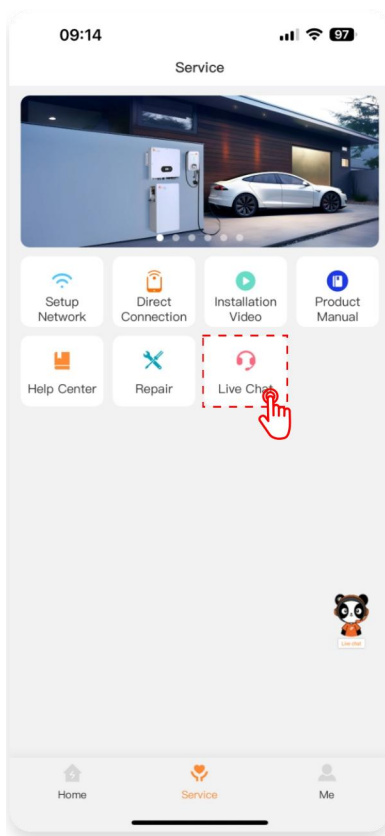 09:14
97
Service
Setup
Network
Direct
Connection
Installation
Video
Product
Manual
Help Center
Repair
Live Chat
Live chat
Home
Service
Me